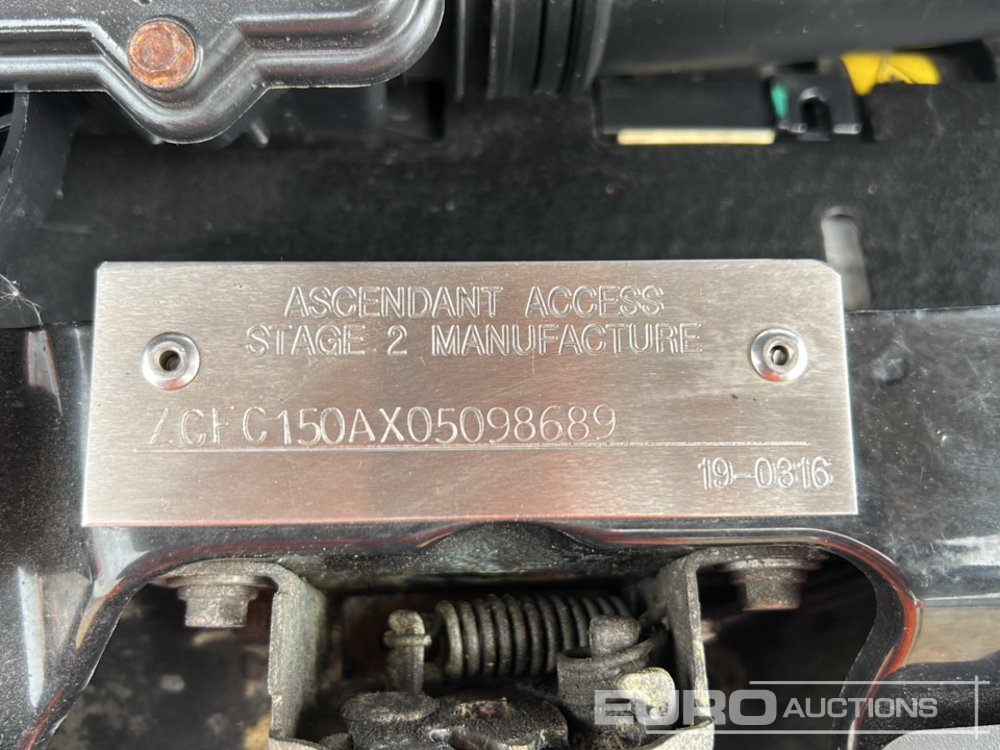 ASCENDANT ACCESS
STAGE 2 MANUFACTURE
ZCFC150AX05098689
19-0316
EURO AUCTIONS